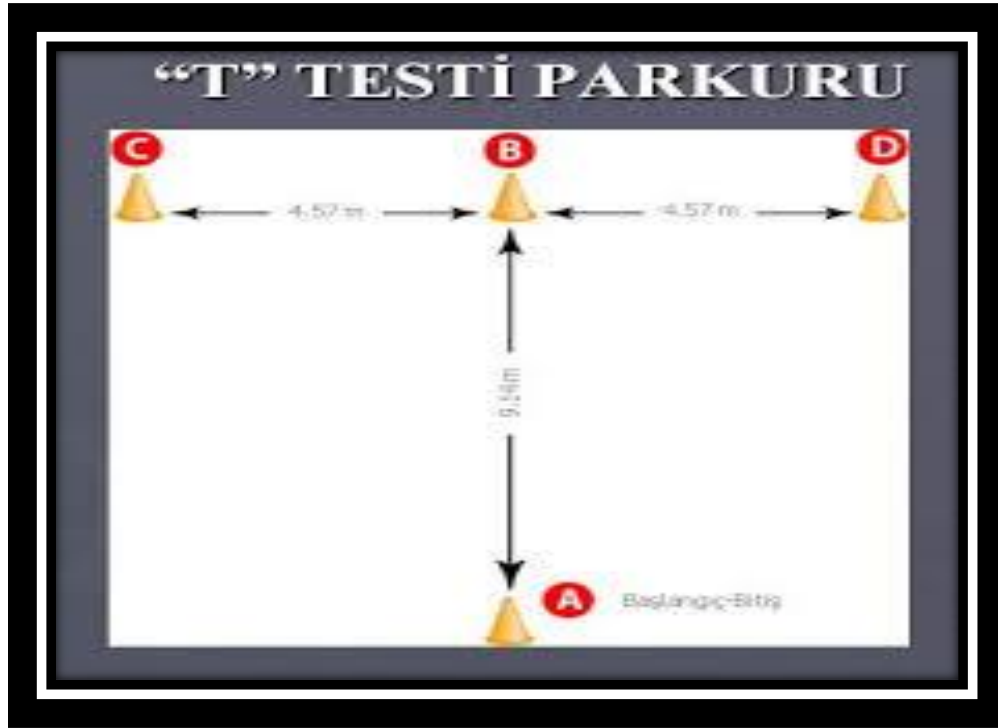 “T” TESTİ PARKURU
C B D
4.57 m 4.57 m
9.14m
A Başlangıç-Bitiş